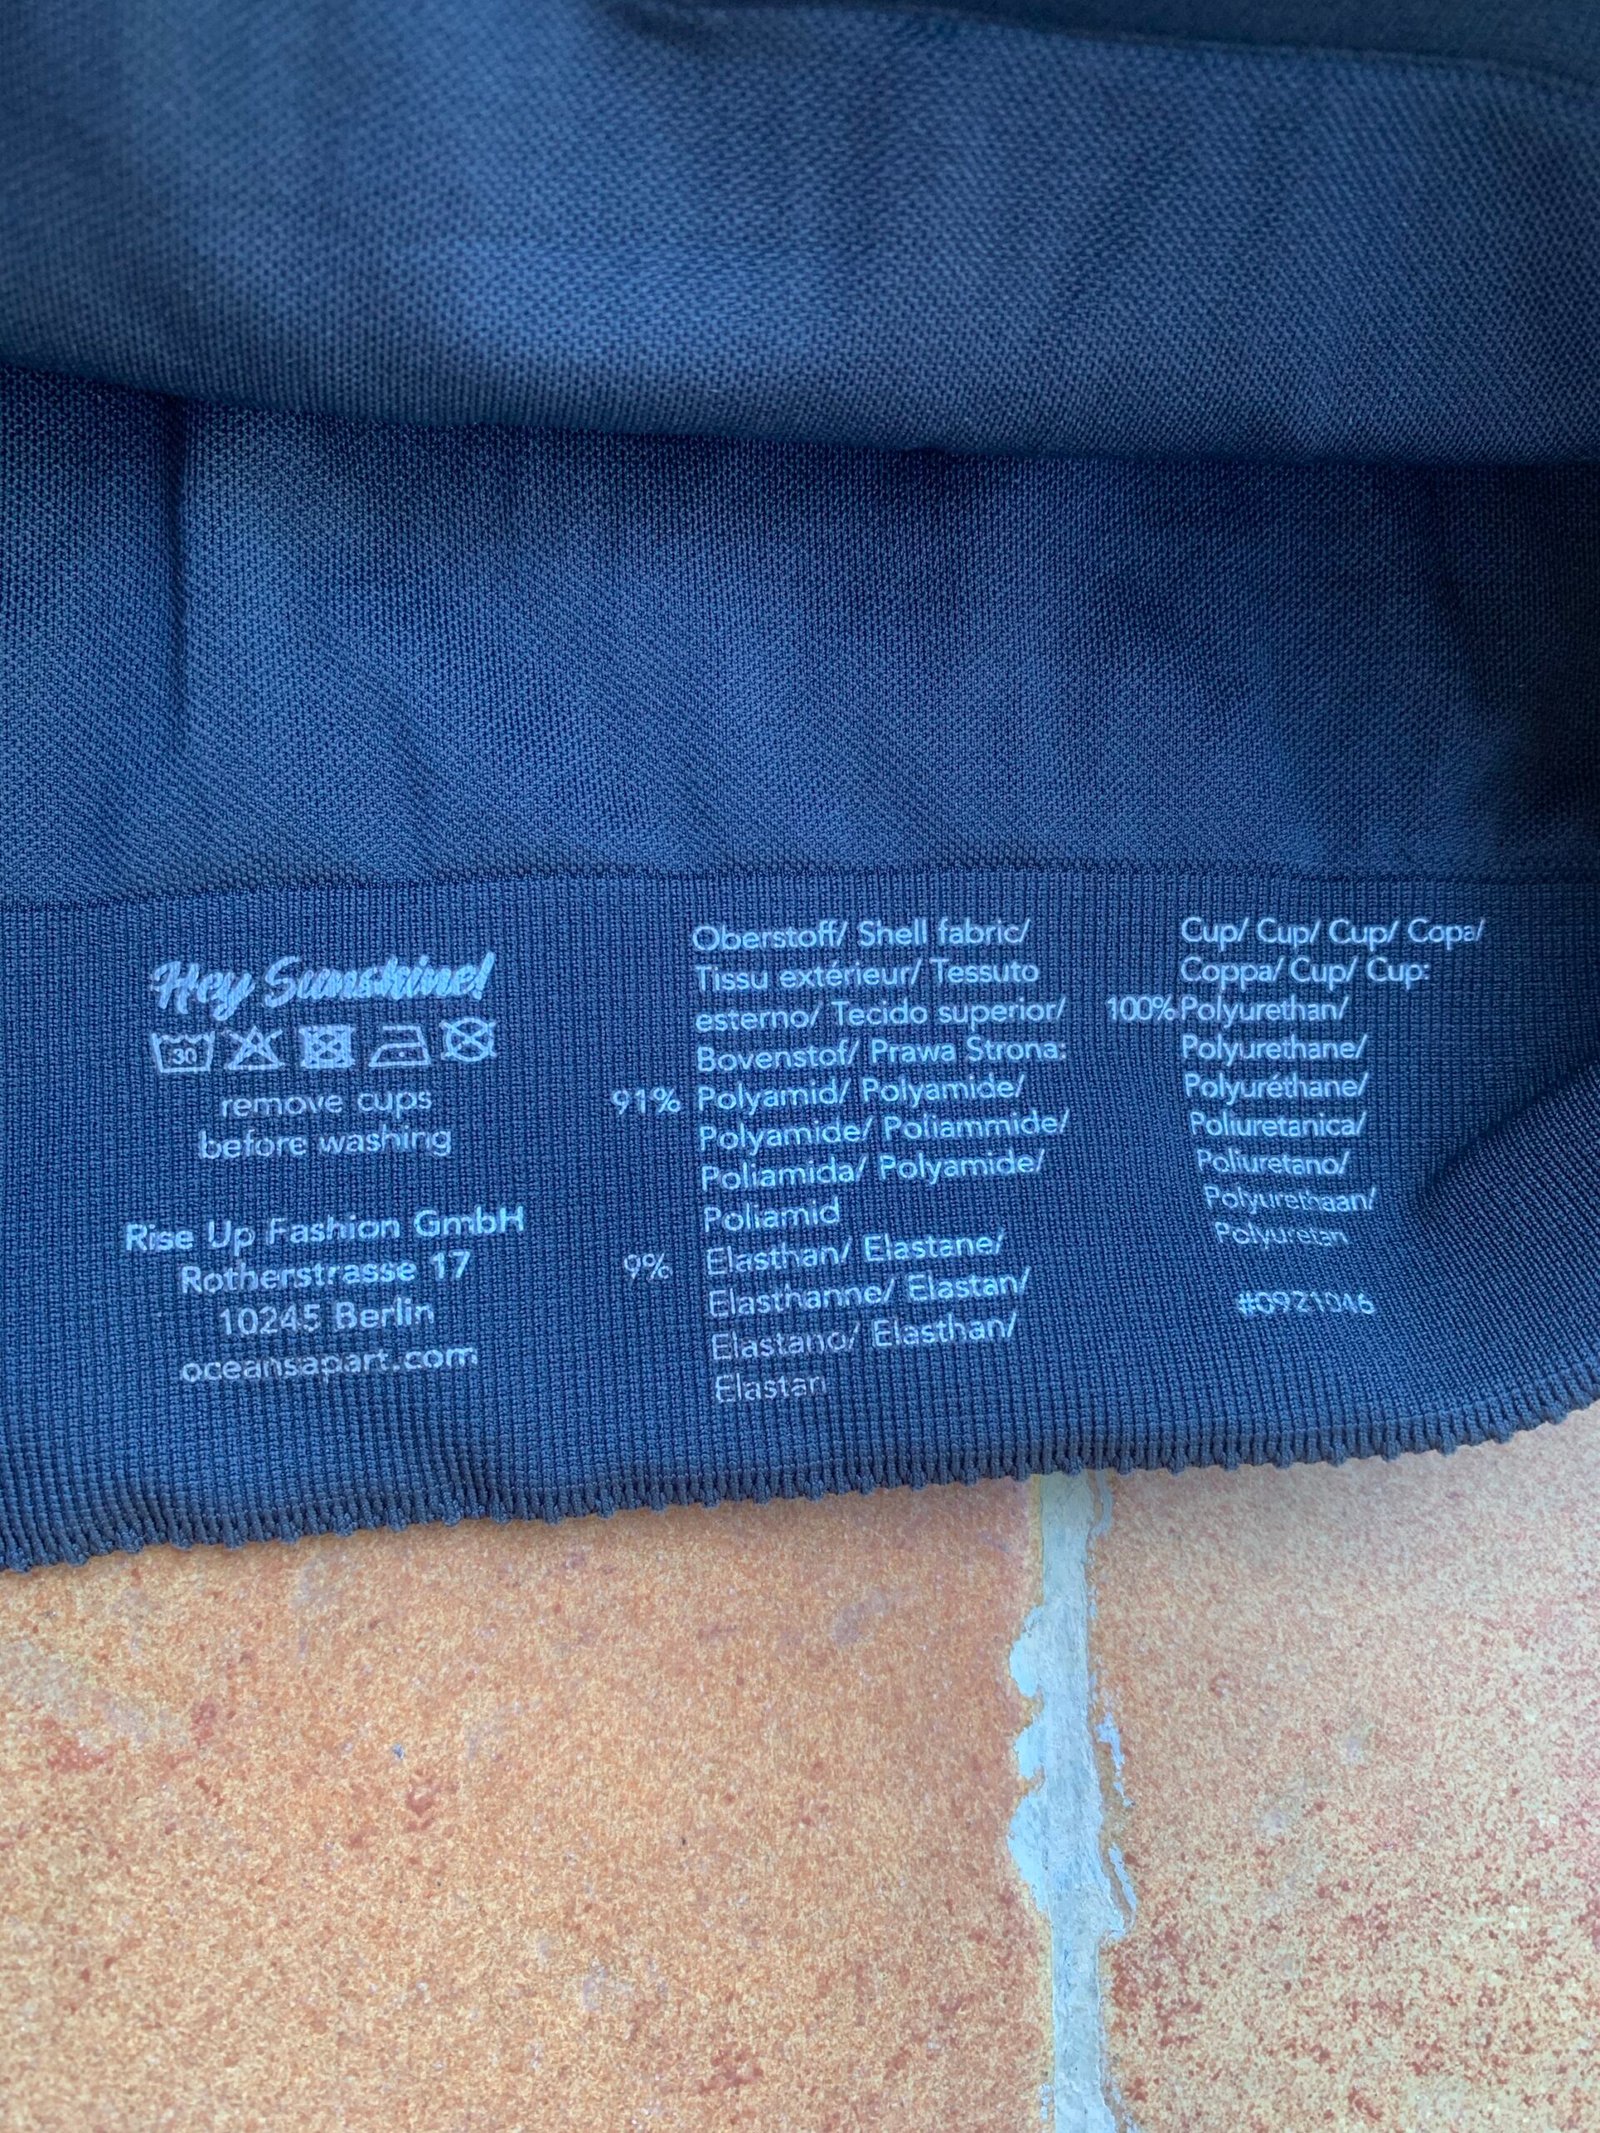 Hey Sunshine!
30
remove cups
before washing
Rise Up Fashion GmbH
Rotherstrasse 17
10245 Berlin
oceansapart.com
Oberstoff/ Shell fabric/
Tissu extérieur/ Tessuto
esterno/ Tecido superior/
Bovenstof/ Prawa Strona:
91% Polyamid/ Polyamide/
Polyamide/ Poliammide/
Poliamida/ Polyamide/
Poliamid
9% Elasthan/ Elastane/
Elasthanne/ Elastan/
Elastano/ Elasthan/
Elastan
Cup/ Cup/ Cup/ Copa/
Coppa/ Cup/ Cup:
100% Polyurethan/
Polyurethane/
Polyuréthane/
Poliuretanica/
Poliuretano/
Polyurethaan/
Polyuretan
#0921046